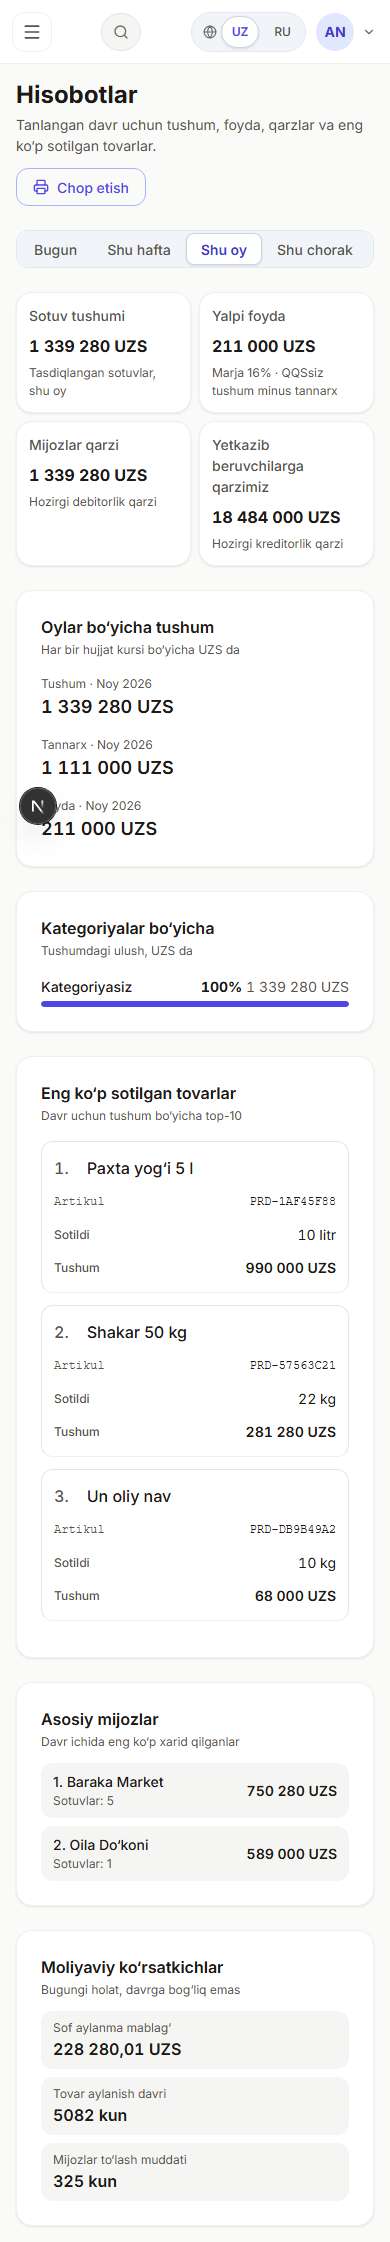 UZ
RU
AN
Hisobotlar
Tanlangan davr uchun tushum, foyda, qarzlar va eng
ko‘p sotilgan tovarlar.
Chop etish
Bugun
Shu hafta
Shu oy
Shu chorak
Sotuv tushumi
1 339 280 UZS
Tasdiqlangan sotuvlar,
shu oy
Yalpi foyda
211 000 UZS
Marja 16% · QQSsiz
tushum minus tannarx
Mijozlar qarzi
1 339 280 UZS
Hozirgi debitorlik qarzi
Yetkazib
beruvchilarga
qarzimiz
18 484 000 UZS
Hozirgi kreditorlik qarzi
Oylar bo‘yicha tushum
Har bir hujjat kursi bo‘yicha UZS da
Tushum · Noy 2026
1 339 280 UZS
Tannarx · Noy 2026
1 111 000 UZS
N
yda · Noy 2026
211 000 UZS
Kategoriyalar bo‘yicha
Tushumdagi ulush, UZS da
Kategoriyasiz 100% 1 339 280 UZS
Eng ko‘p sotilgan tovarlar
Davr uchun tushum bo‘yicha top-10
1. Paxta yog‘i 5 l
Artikul PRD-1AF45F88
Sotildi 10 litr
Tushum 990 000 UZS
2. Shakar 50 kg
Artikul PRD-57563C21
Sotildi 22 kg
Tushum 281 280 UZS
3. Un oliy nav
Artikul PRD-DB9B49A2
Sotildi 10 kg
Tushum 68 000 UZS
Asosiy mijozlar
Davr ichida eng ko‘p xarid qilganlar
1. Baraka Market
Sotuvlar: 5
750 280 UZS
2. Oila Do‘koni
Sotuvlar: 1
589 000 UZS
Moliyaviy ko‘rsatkichlar
Bugungi holat, davrga bog‘liq emas
Sof aylanma mablag‘
228 280,01 UZS
Tovar aylanish davri
5082 kun
Mijozlar to‘lash muddati
325 kun